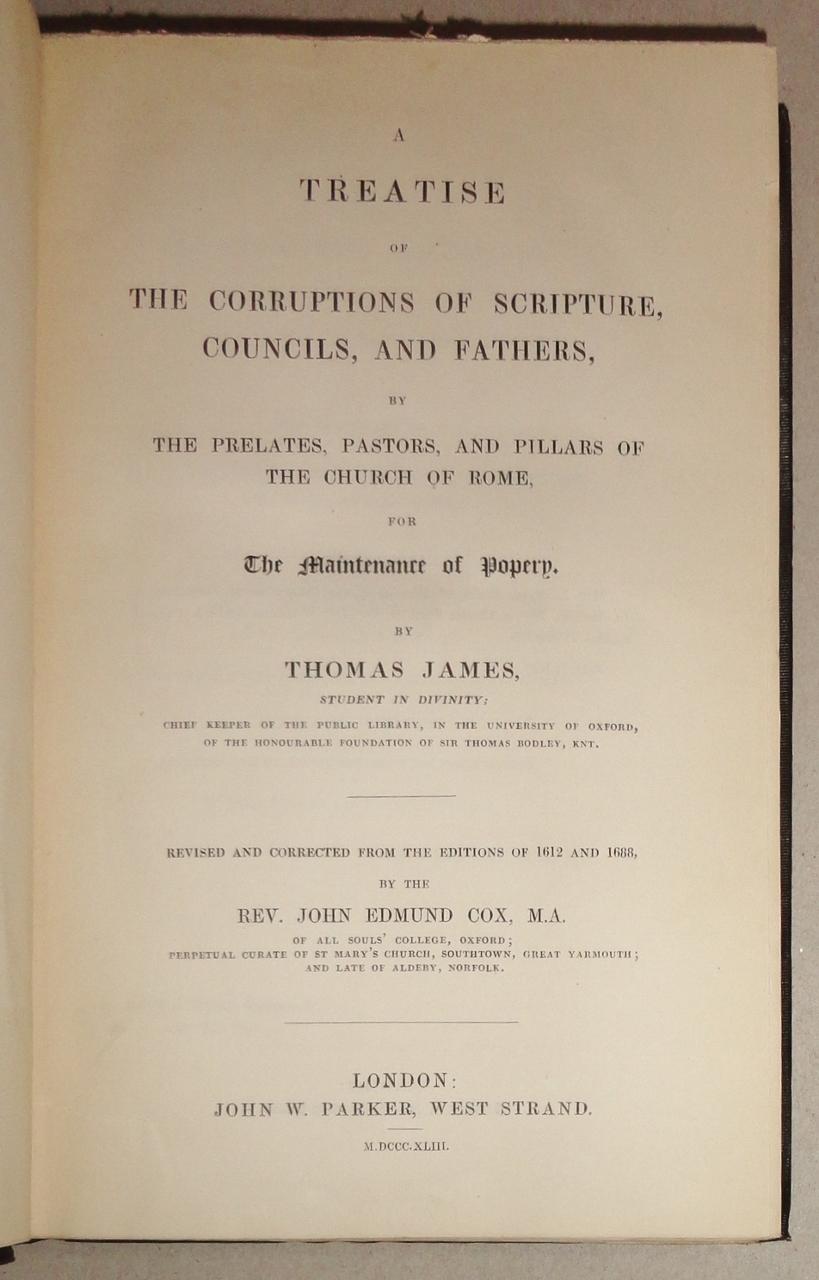 A
TREATISE
OF
THE CORRUPTIONS OF SCRIPTURE,
COUNCILS, AND FATHERS,
BY
THE PRELATES, PASTORS, AND PILLARS OF
THE CHURCH OF ROME,
FOR
The Maintenance of Popery.
BY
THOMAS JAMES,
STUDENT IN DIVINITY:
CHIEF KEEPER OF THE PUBLIC LIBRARY, IN THE UNIVERSITY OF OXFORD,
OF THE HONOURABLE FOUNDATION OF SIR THOMAS BODLEY, KNT.
REVISED AND CORRECTED FROM THE EDITIONS OF 1612 AND 1688,
BY THE
REV. JOHN EDMUND COX, M.A.
OF ALL SOULS' COLLEGE, OXFORD;
PERPETUAL CURATE OF ST MARY'S CHURCH, SOUTHTOWN, GREAT YARMOUTH;
AND LATE OF ALDEBY, NORFOLK.
LONDON:
JOHN W. PARKER, WEST STRAND.
M.DCCC.XLIII.